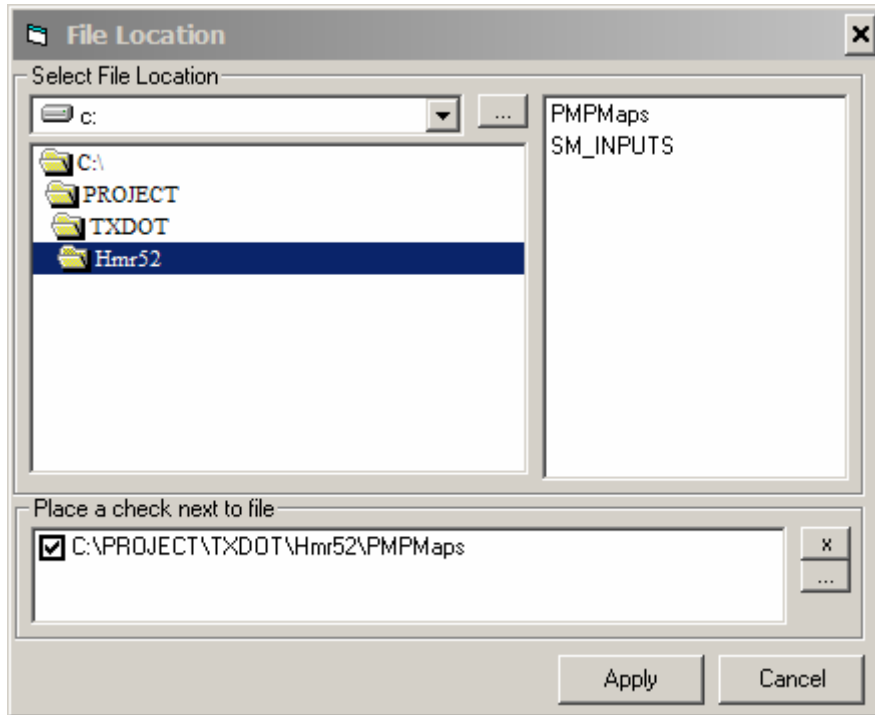 File Location
Select File Location
c:
...
C:\
PROJECT
TXDOT
Hmr52
PMPMaps
SM_INPUTS
Place a check next to file
C:\PROJECT\TXDOT\Hmr52\PMPMaps
x
...
Apply
Cancel